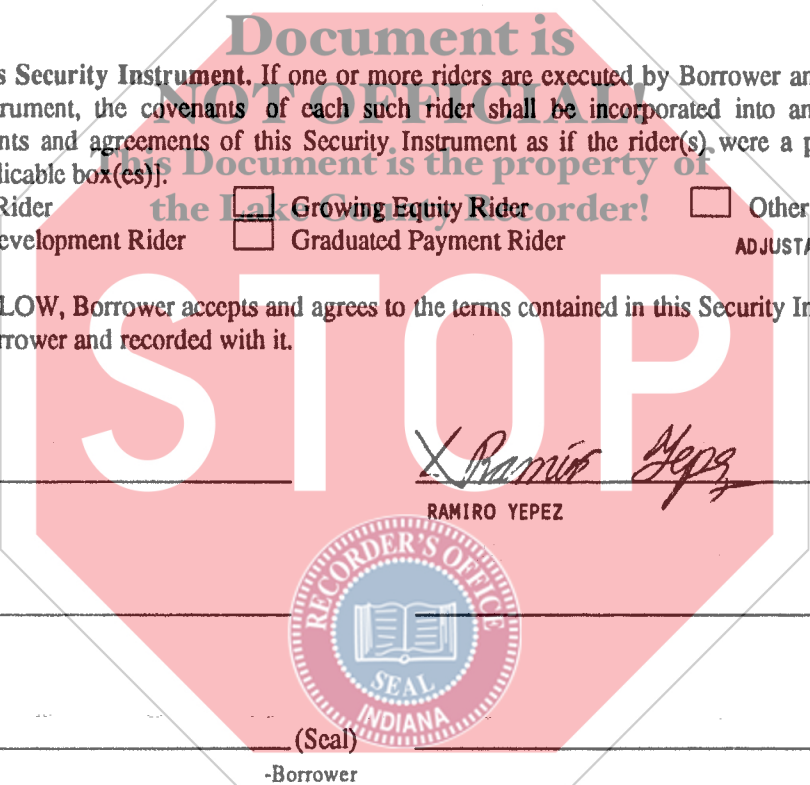 Document is
s Security Instrument. If one or more riders are executed by Borrower an
NOT OFFICIAL!
trument, the covenants of each such rider shall be incorporated into an
nts and agreements of this Security Instrument as if the rider(s) were a p
This Document is the property of
licable box(es)].
Rider Growing Equity Rider Other
the Lake County Recorder!
evelopment Rider Graduated Payment Rider ADJUSTA
LOW, Borrower accepts and agrees to the terms contained in this Security In
rrower and recorded with it.
STOP
X Ramiro Yepez
RAMIRO YEPEZ
RECORDER'S OFFICE
SEAL
INDIANA
(Seal)
-Borrower